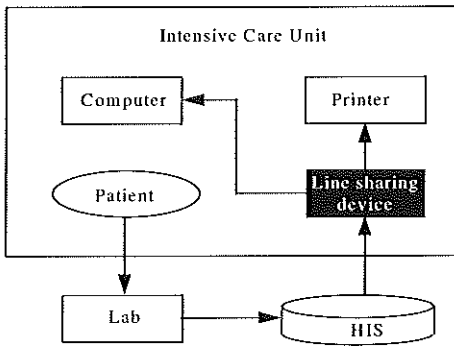 Intensive Care Unit
Computer
Printer
Patient
Line sharing
device
Lab
HIS